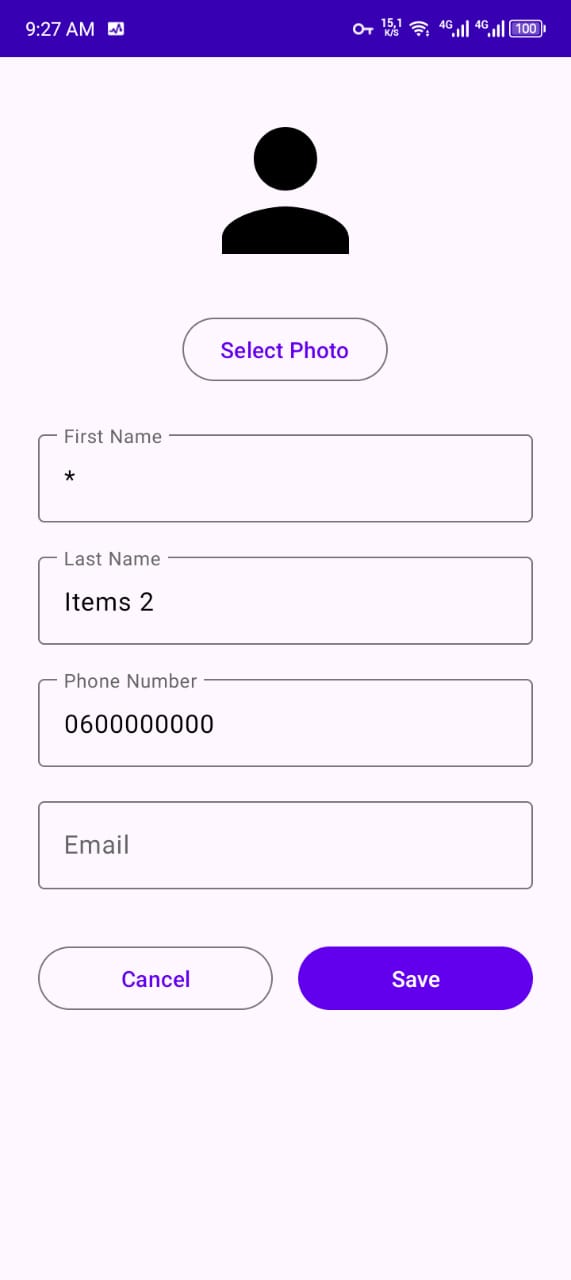 9:27 AM
15,1
K/S
4G
4G
100
Select Photo
First Name
*
Last Name
Items 2
Phone Number
0600000000
Email
Cancel
Save